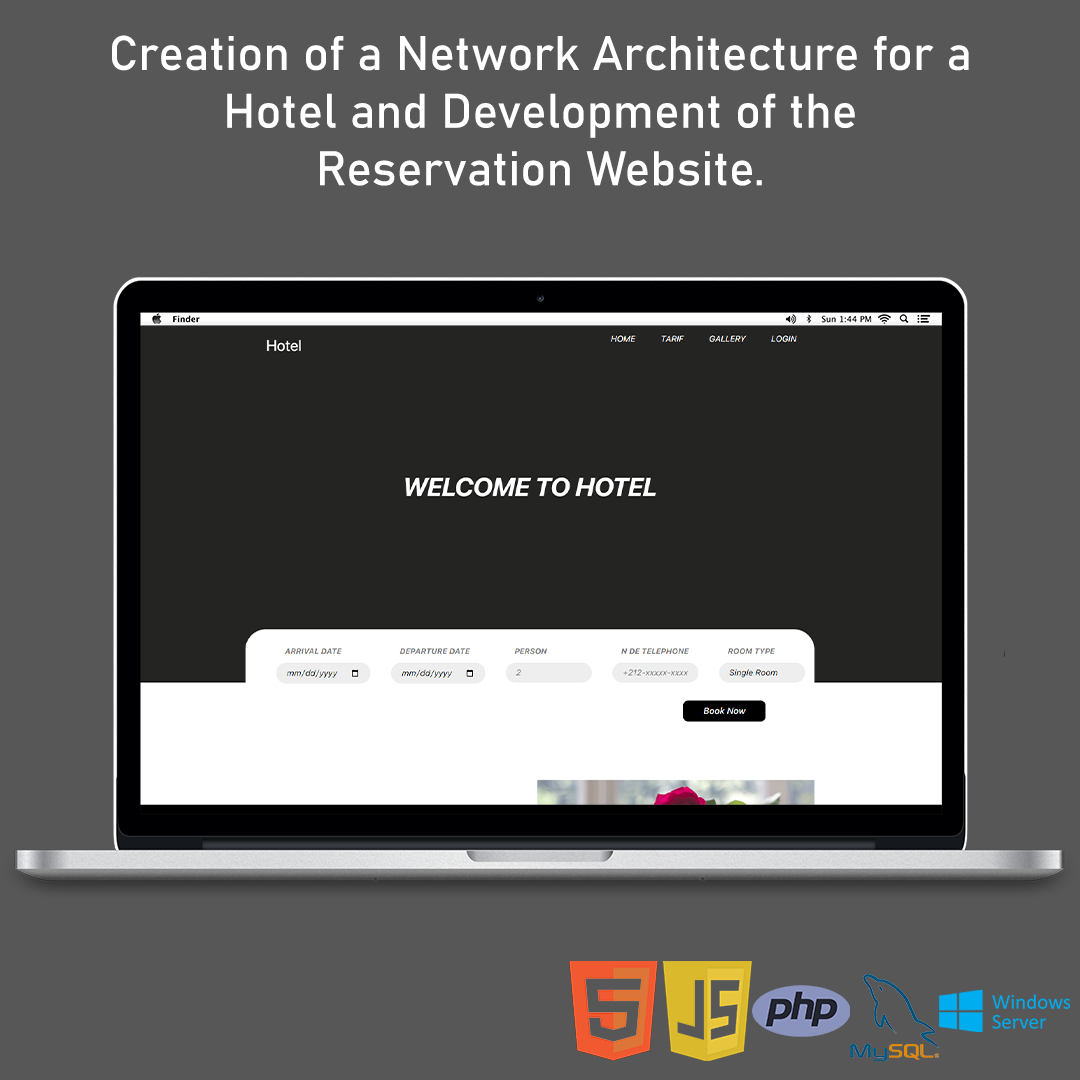 Creation of a Network Architecture for a
Hotel and Development of the
Reservation Website.
Finder
Sun 1:44 PM
Hotel
HOME TARIF GALLERY LOGIN
WELCOME TO HOTEL
ARRIVAL DATE DEPARTURE DATE PERSON N DE TELEPHONE ROOM TYPE
mm/dd/yyyy mm/dd/yyyy 2 +212-xxxxx-xxxx Single Room
Book Now
JS
php
MySQL
Windows
Server